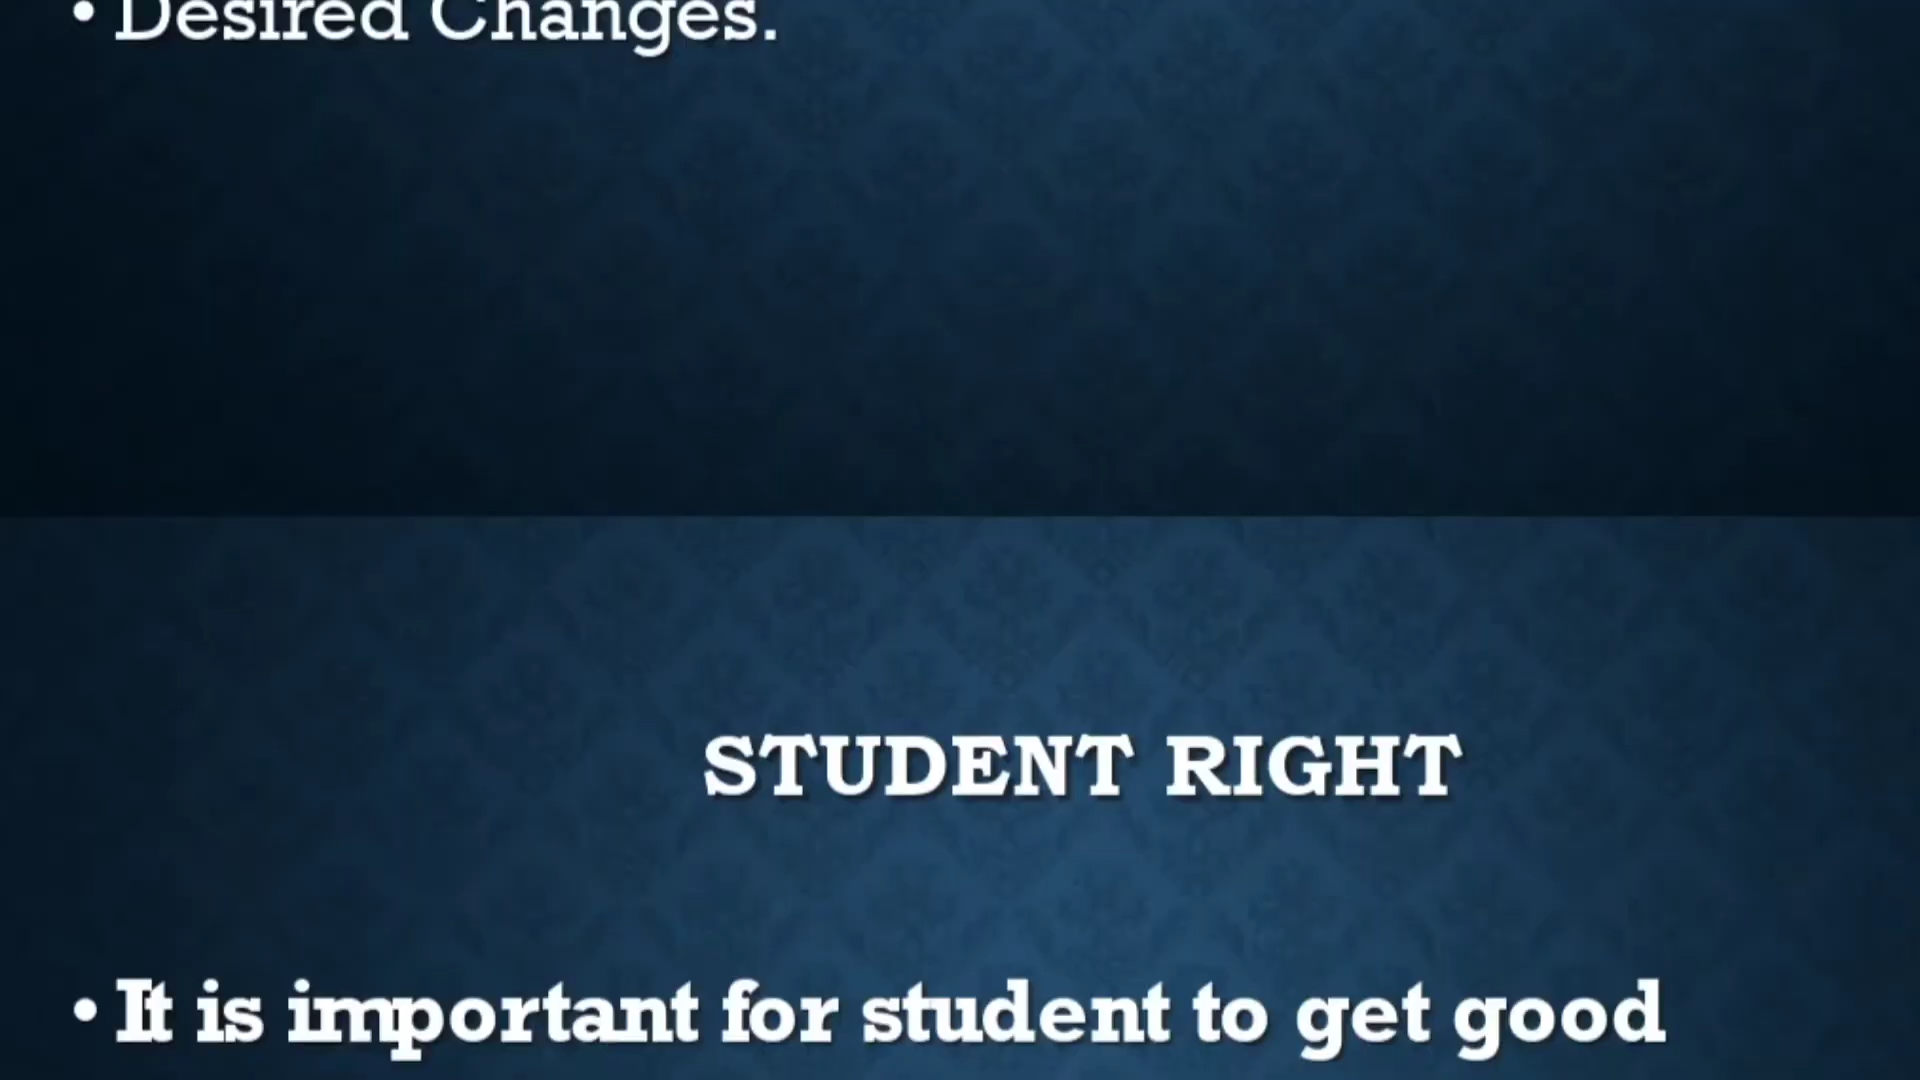 • Desired Changes.
STUDENT RIGHT
• It is important for student to get good